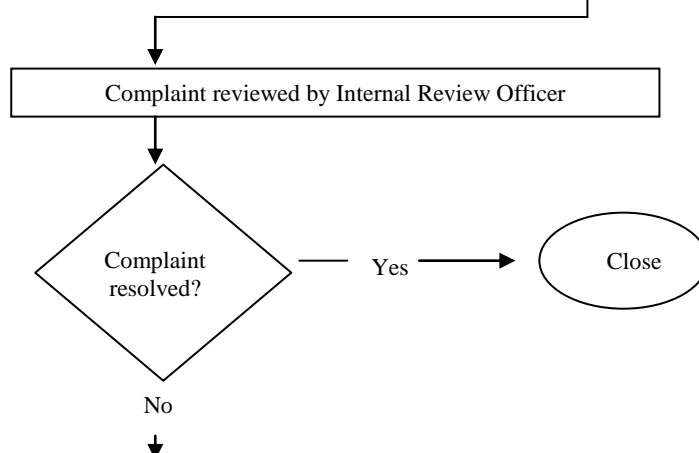 Complaint reviewed by Internal Review Officer
Complaint
resolved?
Yes
Close
No